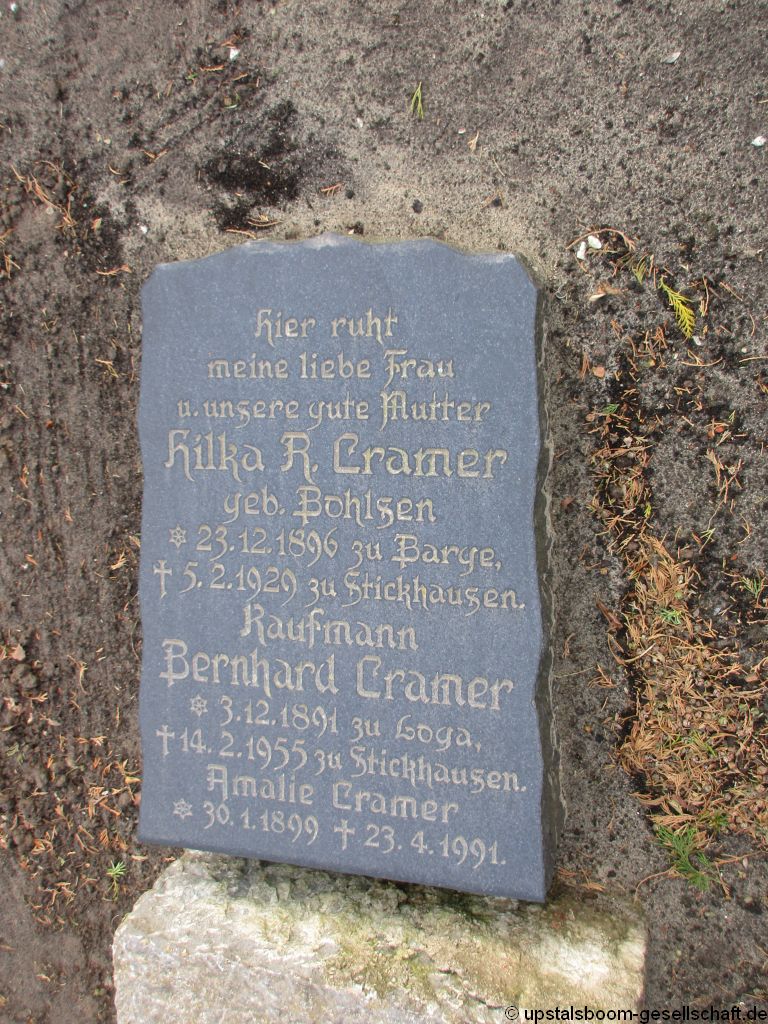 Hier ruht
meine liebe Frau
u. unsere gute Mutter
Hilka R. Cramer
geb. Bohlsen
* 23.12.1896 zu Barge,
† 5.2.1929 zu Stickhausen.
Kaufmann
Bernhard Cramer
* 3.12.1891 zu Loga,
† 14.2.1955 zu Stickhausen.
Amalie Cramer
* 30.1.1899 † 23.4.1991.
© upstalsboom-gesellschaft.de